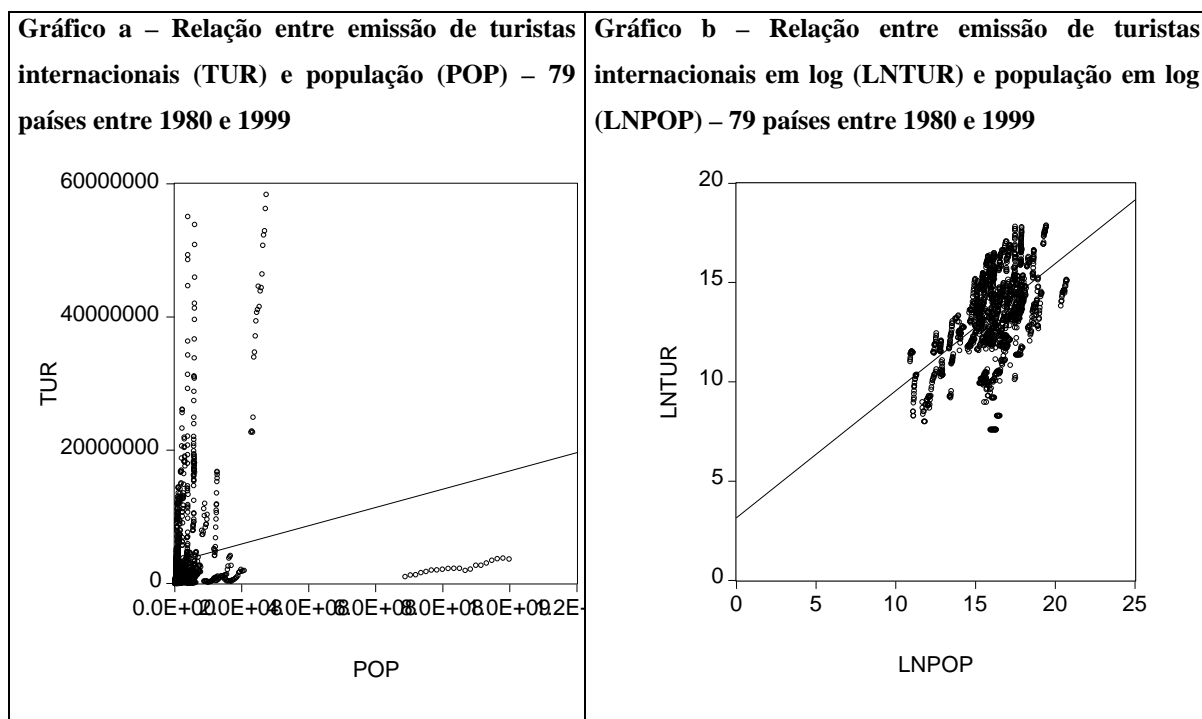 Gráfico a – Relação entre emissão de turistas
internacionais (TUR) e população (POP) – 79
países entre 1980 e 1999
60000000
40000000
20000000
0
TUR
POP
Gráfico b – Relação entre emissão de turistas
internacionais em log (LNTUR) e população em log
(LNPOP) – 79 países entre 1980 e 1999
20
15
10
5
0
LNTUR
0 5 10 15 20 25
LNPOP